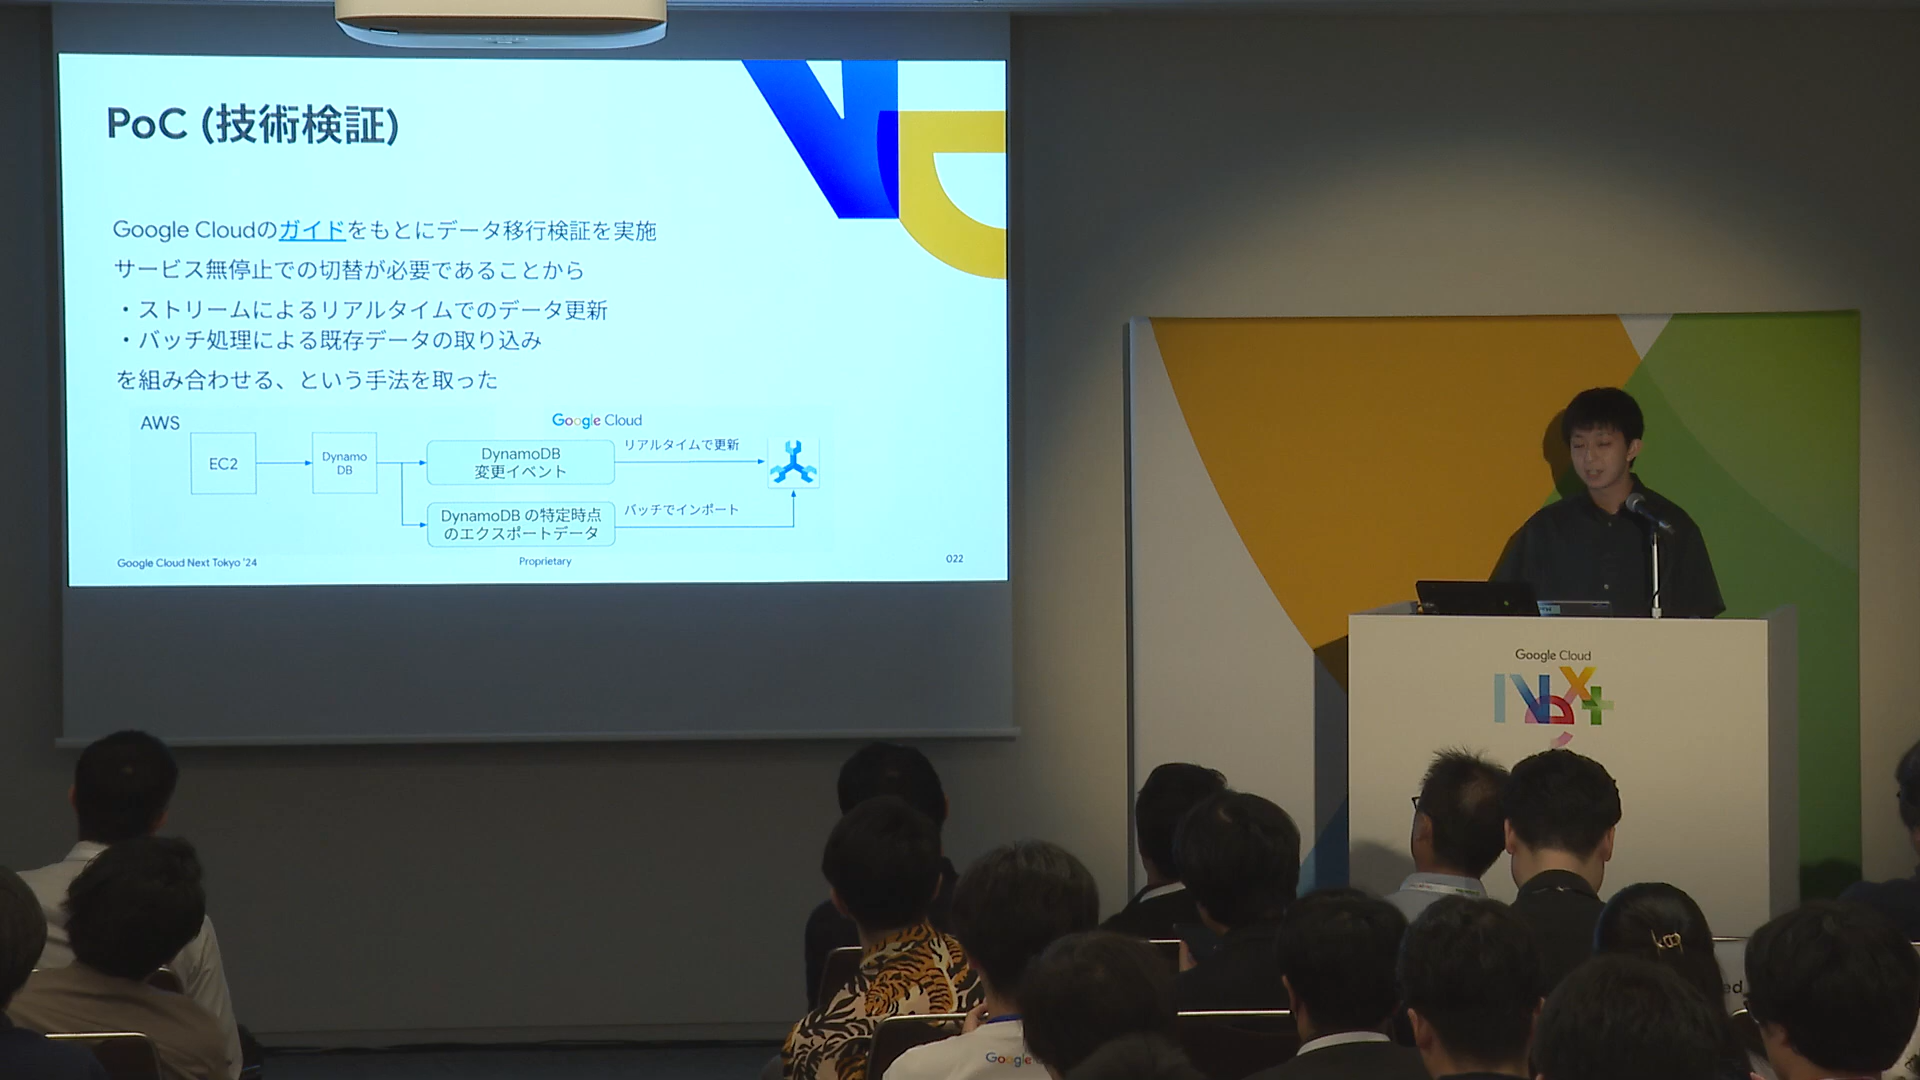 PoC (技術検証)
Google Cloudのガイドをもとにデータ移行検証を実施
サービス無停止での切替が必要であることから
・ストリームによるリアルタイムでのデータ更新
・バッチ処理による既存データの取り込み
を組み合わせる、という手法を取った
AWS
Google Cloud
EC2
Dynamo
DB
DynamoDB
変更イベント
リアルタイムで更新
DynamoDB の特定時点
のエクスポートデータ
バッチでインポート
Google Cloud Next Tokyo '24
Proprietary
022
Google Cloud
Next
Google